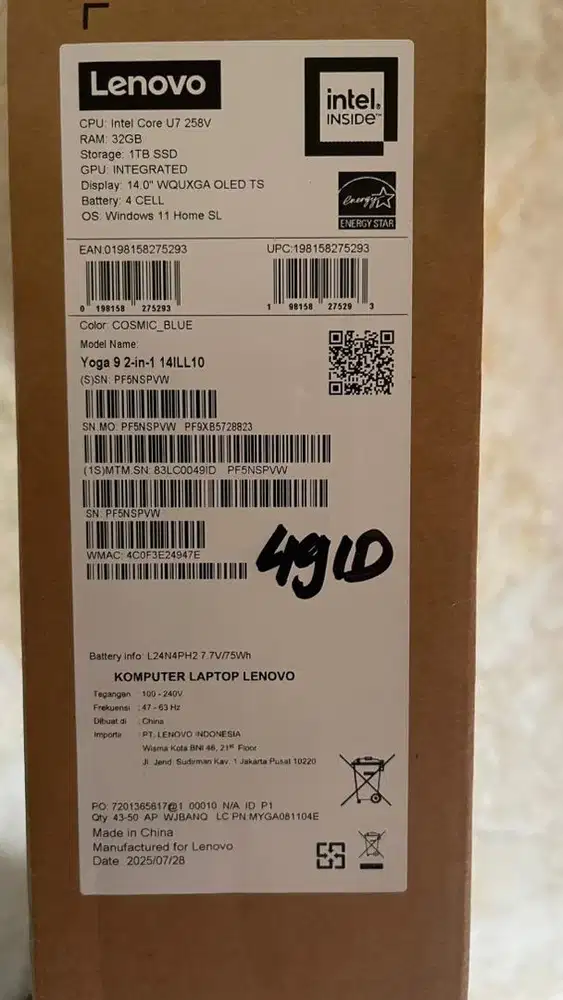 Lenovo
intel.
INSIDE™
CPU: Intel Core U7 258V
RAM: 32GB
Storage: 1TB SSD
GPU: INTEGRATED
Display: 14.0" WQUXGA OLED TS
Battery: 4 CELL
OS: Windows 11 Home SL
energy
ENERGY STAR
EAN:0198158275293
UPC:198158275293
0 198158 275293
1 98158 27529 3
Color: COSMIC_BLUE
Model Name:
Yoga 9 2-in-1 14ILL10
(S)SN: PF5NSPVW
SN.MO: PF5NSPVW PF9XB5728823
(1S)MTM.SN: 83LC0049ID PF5NSPVW
SN: PF5NSPVW
WMAC: 4C0F3E24947E
49ID
Battery info: L24N4PH2 7.7V/75Wh
KOMPUTER LAPTOP LENOVO
Tegangan : 100 - 240V
Frekuensi : 47 - 63 Hz
Dibuat di : China
Importir : PT. LENOVO INDONESIA
Wisma Kota BNI 46, 21st Floor
Jl. Jend. Sudirman Kav. 1 Jakarta Pusat 10220
PO: 7201365617@1 00010 N/A ID P1
Qty 43-50 AP WJBANQ LC PN:MYGA081104E
Made in China
Manufactured for Lenovo
Date 2025/07/28